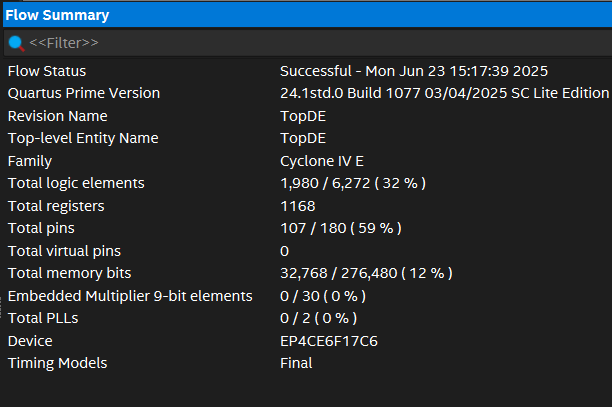 Flow Summary
<<Filter>>
Flow Status Successful - Mon Jun 23 15:17:39 2025
Quartus Prime Version 24.1std.0 Build 1077 03/04/2025 SC Lite Edition
Revision Name TopDE
Top-level Entity Name TopDE
Family Cyclone IV E
Total logic elements 1,980 / 6,272 ( 32 % )
Total registers 1168
Total pins 107 / 180 ( 59 % )
Total virtual pins 0
Total memory bits 32,768 / 276,480 ( 12 % )
Embedded Multiplier 9-bit elements 0 / 30 ( 0 % )
Total PLLs 0 / 2 ( 0 % )
Device EP4CE6F17C6
Timing Models Final